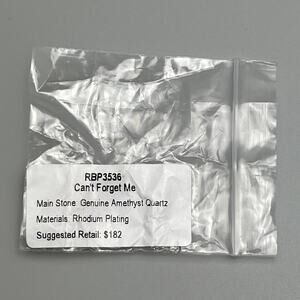 RBP3536
Can't Forget Me
Main Stone: Genuine Amethyst Quartz
Materials: Rhodium Plating
Suggested Retail: $182